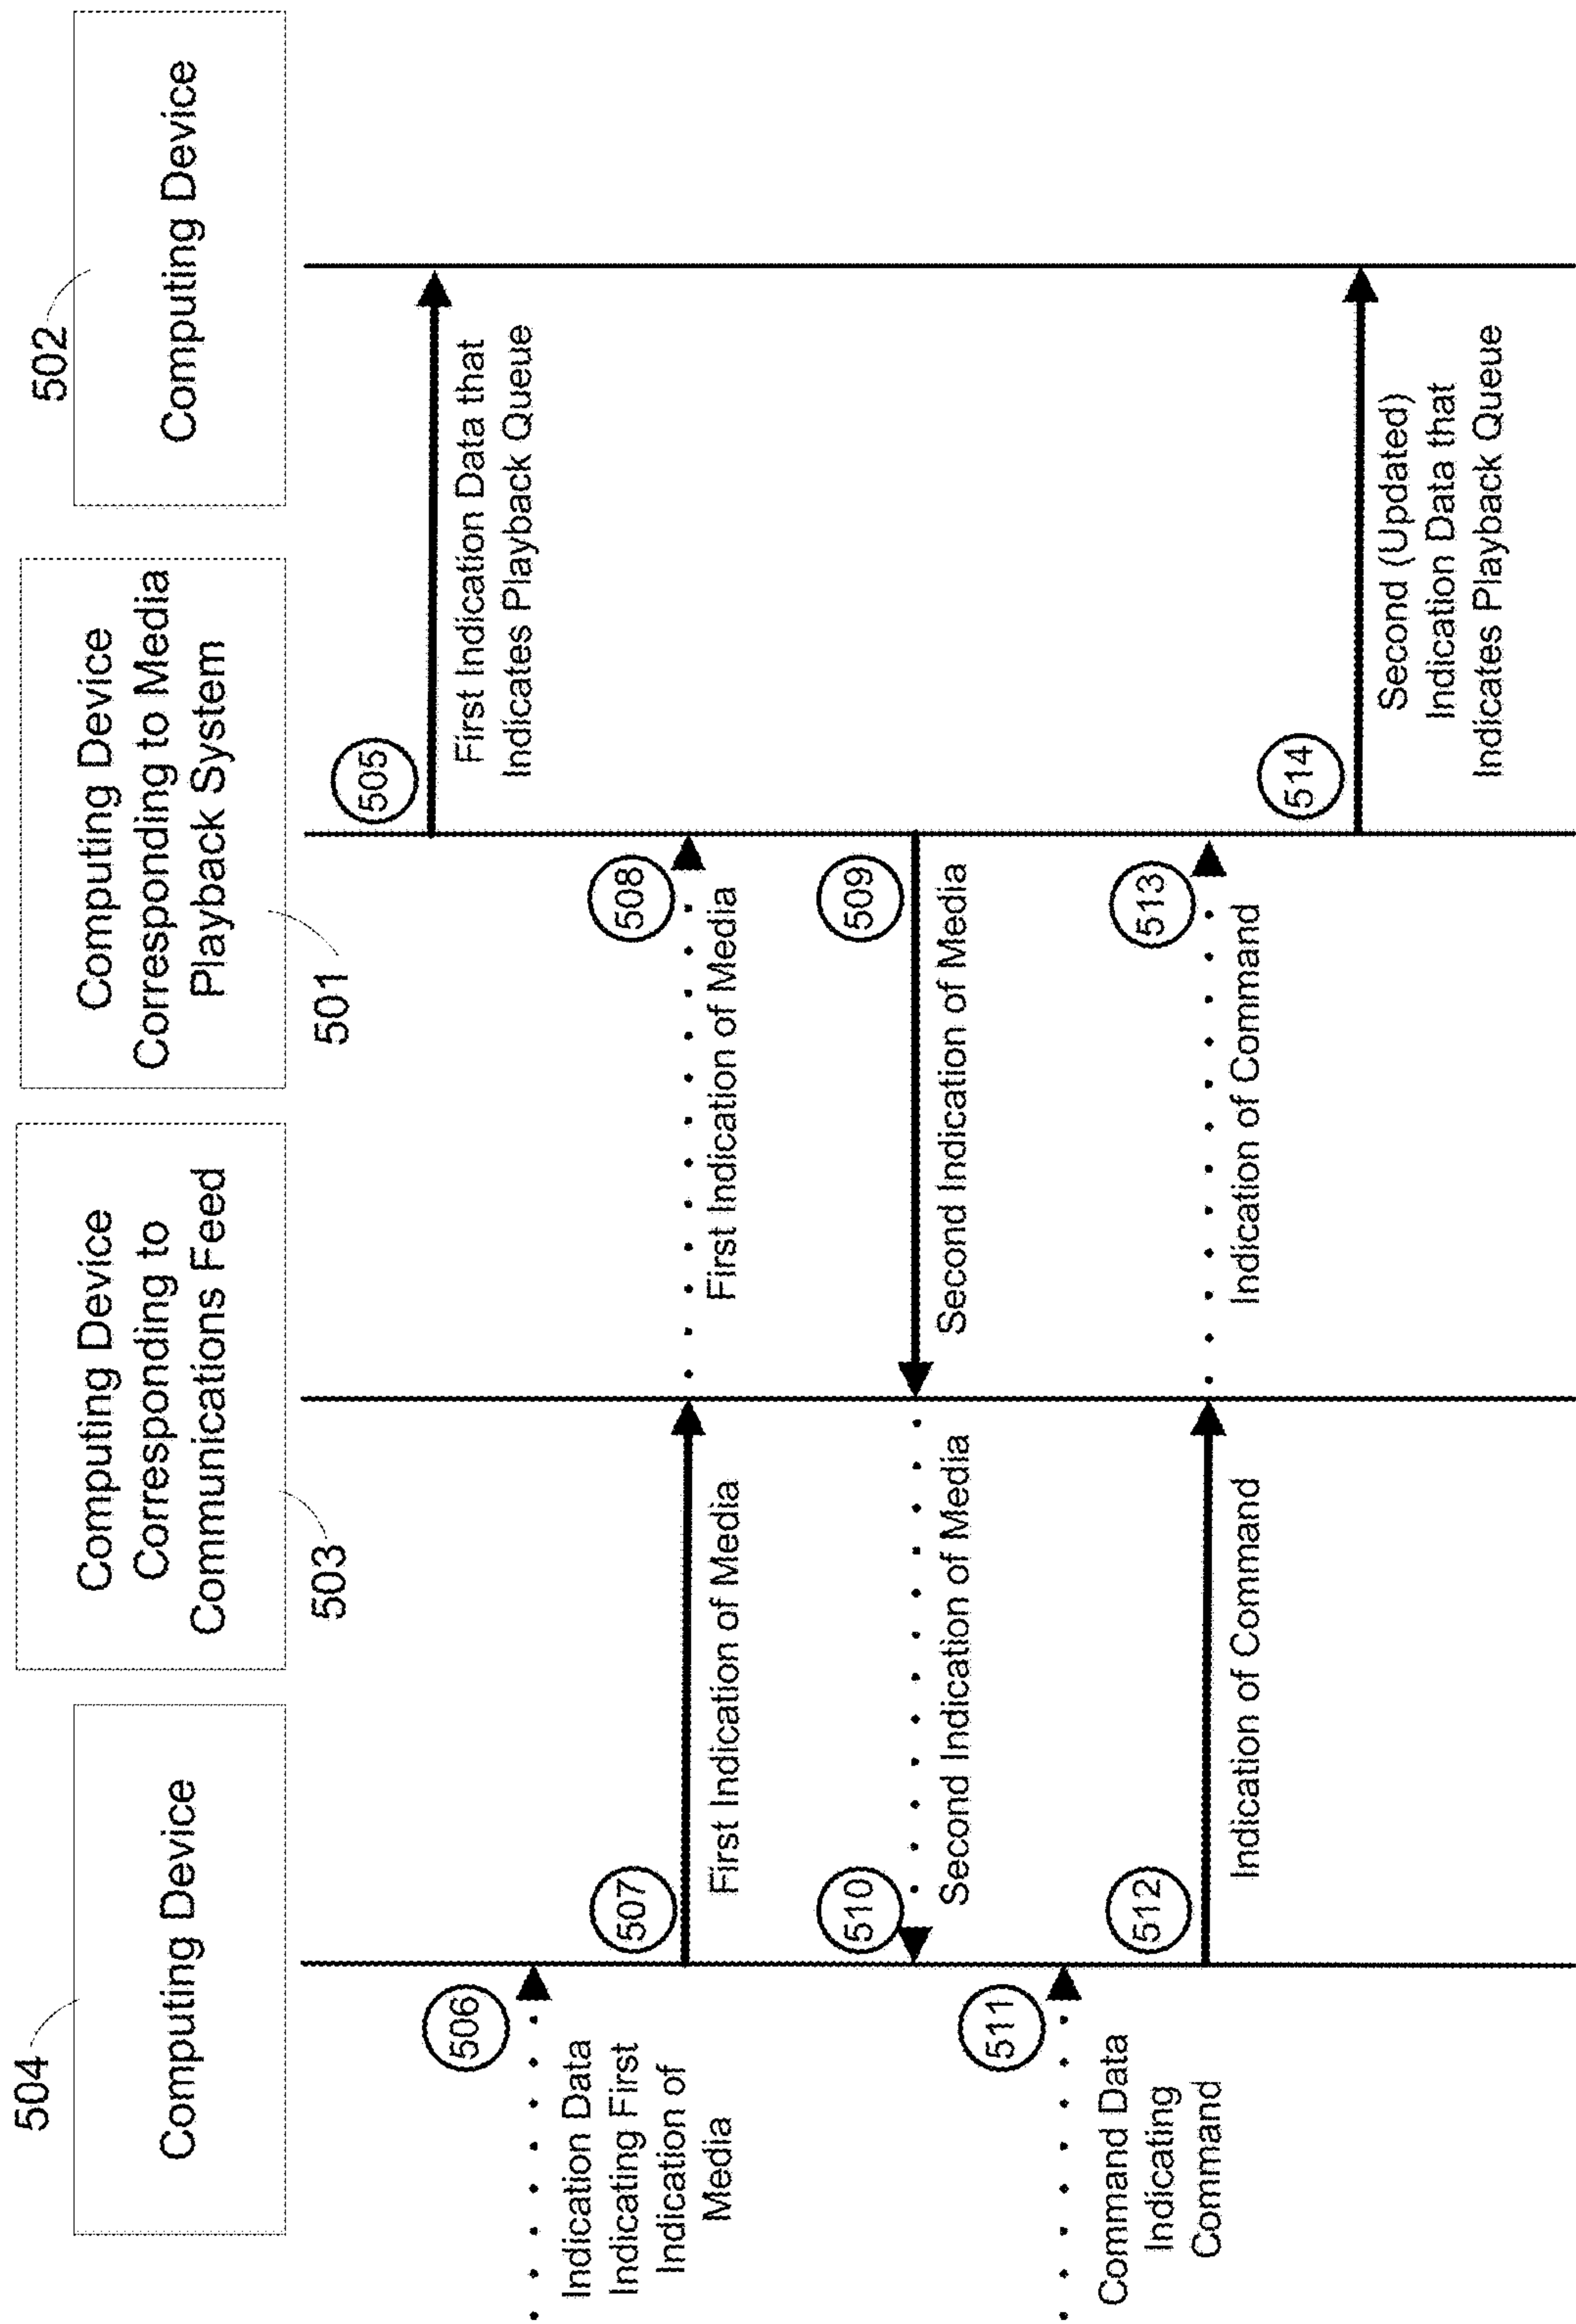 504
Computing Device
503
Computing Device
Corresponding to
Communications Feed
501
Computing Device
Corresponding to Media
Playback System
502
Computing Device
505
First Indication Data that
Indicates Playback Queue
506
Indication Data
Indicating First
Indication of
Media
507
First Indication of Media
508
First Indication of Media
509
Second Indication of Media
510
Second Indication of Media
511
Command Data
Indicating
Command
512
Indication of Command
513
Indication of Command
514
Second (Updated)
Indication Data that
Indicates Playback Queue